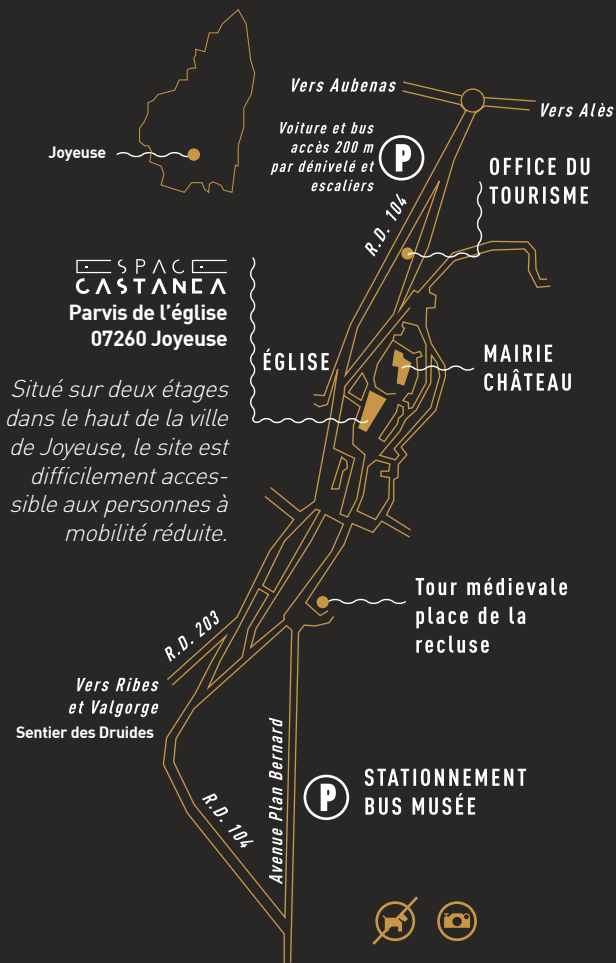 Vers Aubenas
Vers Alès
Voiture et bus
accès 200 m
par dénivelé et
escaliers
P
Joyeuse
OFFICE DU
TOURISME
R.D. 104
ESPACE
CASTANEA
Parvis de l'église
07260 Joyeuse
ÉGLISE
MAIRIE
CHÂTEAU
Situé sur deux étages
dans le haut de la ville
de Joyeuse, le site est
difficilement acces-
sible aux personnes à
mobilité réduite.
Tour médievale
place de la
recluse
R.D. 203
Vers Ribes
et Valgorge
Sentier des Druides
Avenue Plan Bernard
P
STATIONNEMENT
BUS MUSÉE
R.D. 104